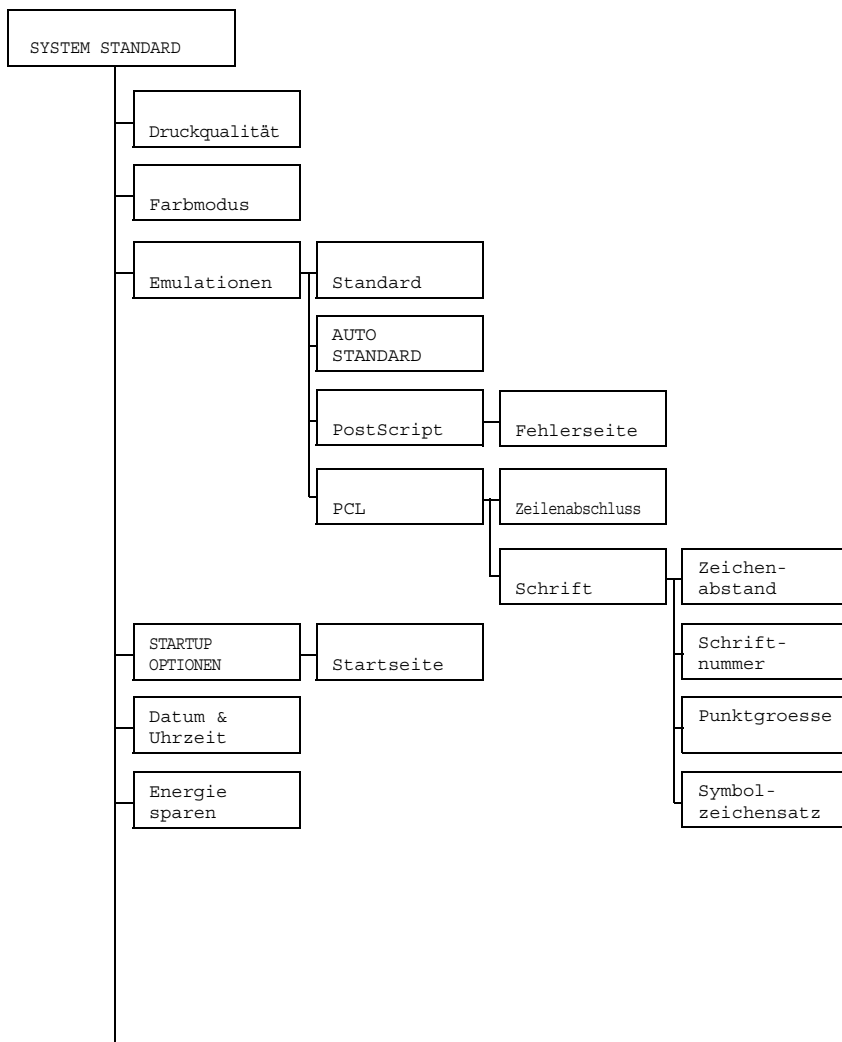 SYSTEM STANDARD
Druckqualität
Farbmodus
Emulationen
Standard
AUTO
STANDARD
PostScript
Fehlerseite
PCL
Zeilenabschluss
Schrift
Zeichen-
abstand
Schrift-
nummer
Punktgroesse
Symbol-
zeichensatz
STARTUP
OPTIONEN
Startseite
Datum &
Uhrzeit
Energie
sparen